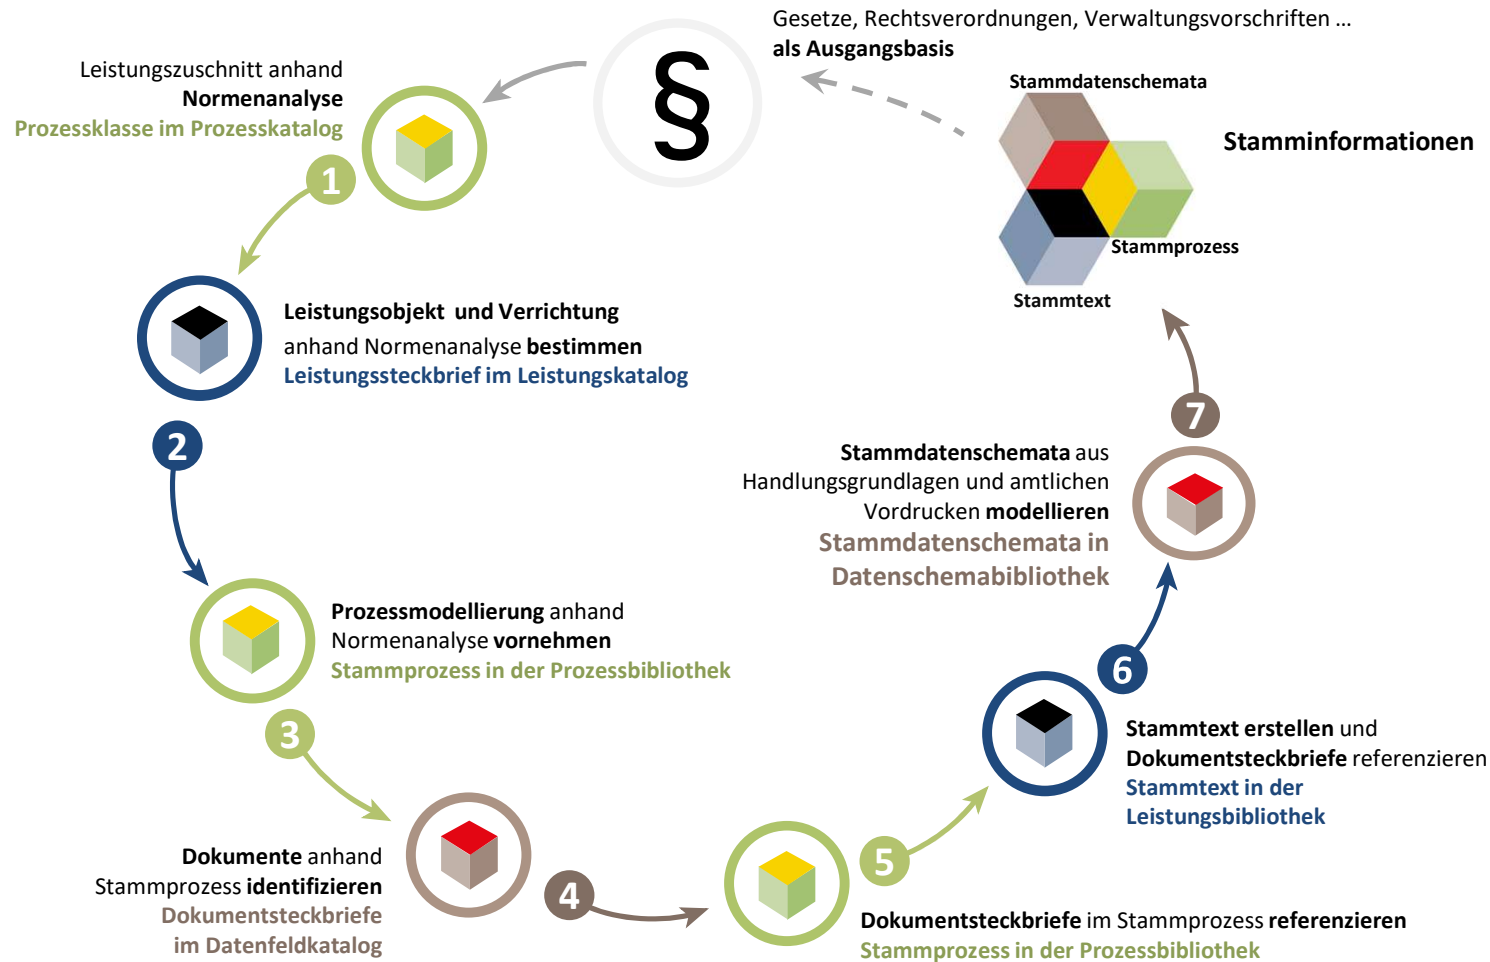 Gesetze, Rechtsverordnungen, Verwaltungsvorschriften ...
als Ausgangsbasis
§
Leistungszuschnitt anhand
Normenanalyse
Prozessklasse im Prozesskatalog
1
Leistungsobjekt und Verrichtung
anhand Normenanalyse bestimmen
Leistungssteckbrief im Leistungskatalog
2
Prozessmodellierung anhand
Normenanalyse vornehmen
Stammprozess in der Prozessbibliothek
3
Dokumente anhand
Stammprozess identifizieren
Dokumentsteckbriefe
im Datenfeldkatalog
4
Dokumentsteckbriefe im Stammprozess referenzieren
Stammprozess in der Prozessbibliothek
5
Stammtext erstellen und
Dokumentsteckbriefe referenzieren
Stammtext in der
Leistungsbibliothek
6
Stammdatenschemata aus
Handlungsgrundlagen und amtlichen
Vordrucken modellieren
Stammdatenschemata in
Datenschemabibliothek
7
Stammdatenschemata
Stamminformationen
Stammprozess
Stammtext